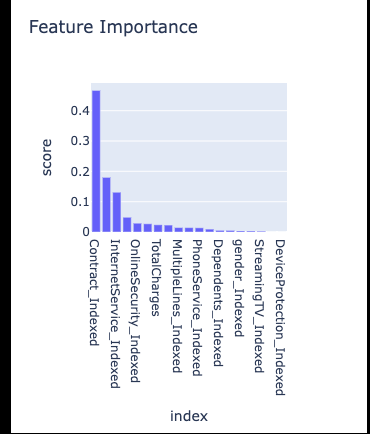 Feature Importance
score
0.4
0.3
0.2
0.1
0
Contract_Indexed
InternetService_Indexed
OnlineSecurity_Indexed
TotalCharges
MultipleLines_Indexed
PhoneService_Indexed
Dependents_Indexed
gender_Indexed
StreamingTV_Indexed
DeviceProtection_Indexed
index